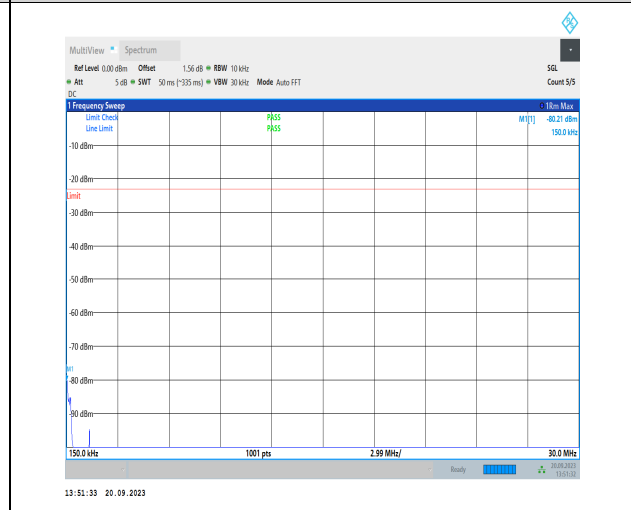 MultiView Spectrum
Ref Level 0.00 dBm Offset 1.56 dB RBW 10 kHz SGL
Att 5 dB SWT 50 ms (~335 ms) VBW 30 kHz Mode Auto FFT Count 5/5
DC
1 Frequency Sweep 1Rm Max
Limit Check PASS M1[1] -80.21 dBm
Line Limit PASS 150.0 kHz
-10 dBm
-20 dBm
Limit
-30 dBm
-40 dBm
-50 dBm
-60 dBm
-70 dBm
M1
-80 dBm
-90 dBm
150.0 kHz 1001 pts 2.99 MHz/ 30.0 MHz
Ready 20.09.2023
13:51:32
13:51:33 20.09.2023